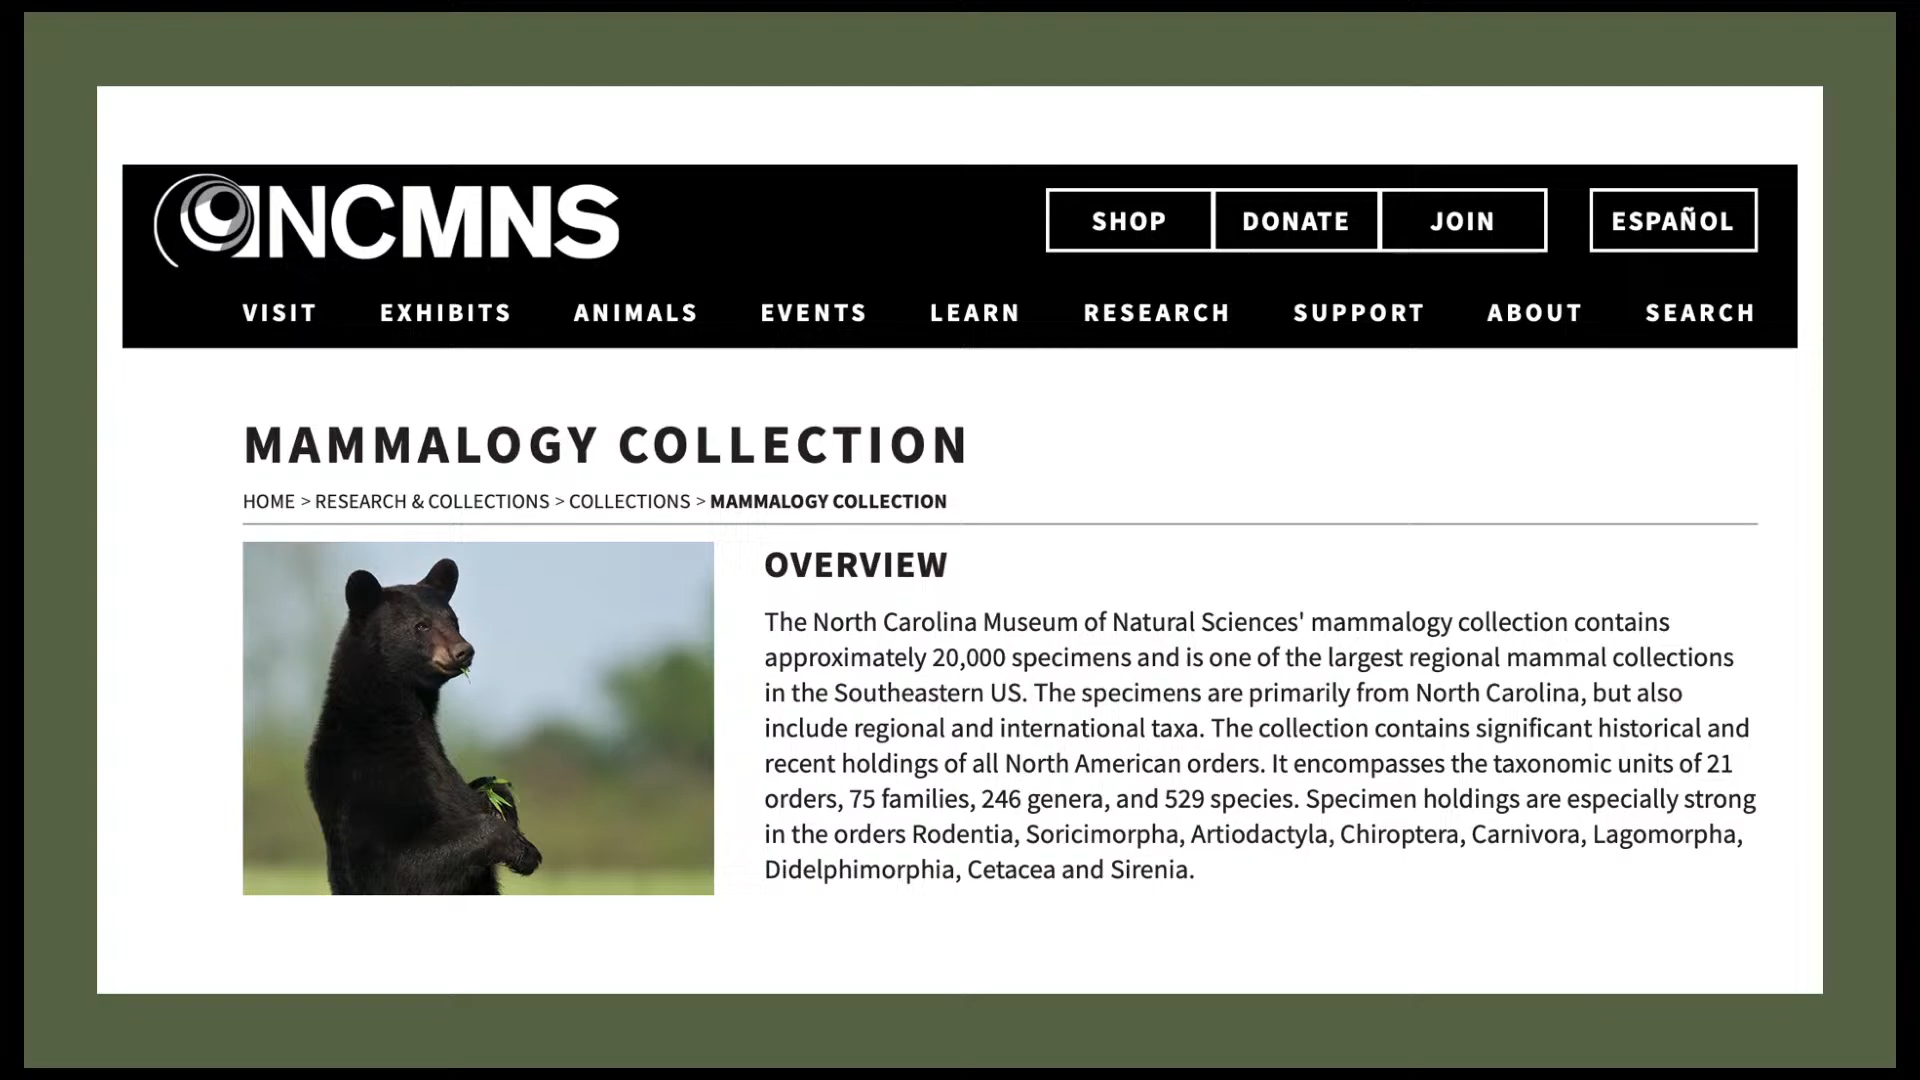 NCMNS
SHOP
DONATE
JOIN
ESPAÑOL
VISIT
EXHIBITS
ANIMALS
EVENTS
LEARN
RESEARCH
SUPPORT
ABOUT
SEARCH
MAMMALOGY COLLECTION
HOME > RESEARCH & COLLECTIONS > COLLECTIONS > MAMMALOGY COLLECTION
OVERVIEW
The North Carolina Museum of Natural Sciences' mammalogy collection contains
approximately 20,000 specimens and is one of the largest regional mammal collections
in the Southeastern US. The specimens are primarily from North Carolina, but also
include regional and international taxa. The collection contains significant historical and
recent holdings of all North American orders. It encompasses the taxonomic units of 21
orders, 75 families, 246 genera, and 529 species. Specimen holdings are especially strong
in the orders Rodentia, Soricimorpha, Artiodactyla, Chiroptera, Carnivora, Lagomorpha,
Didelphimorphia, Cetacea and Sirenia.